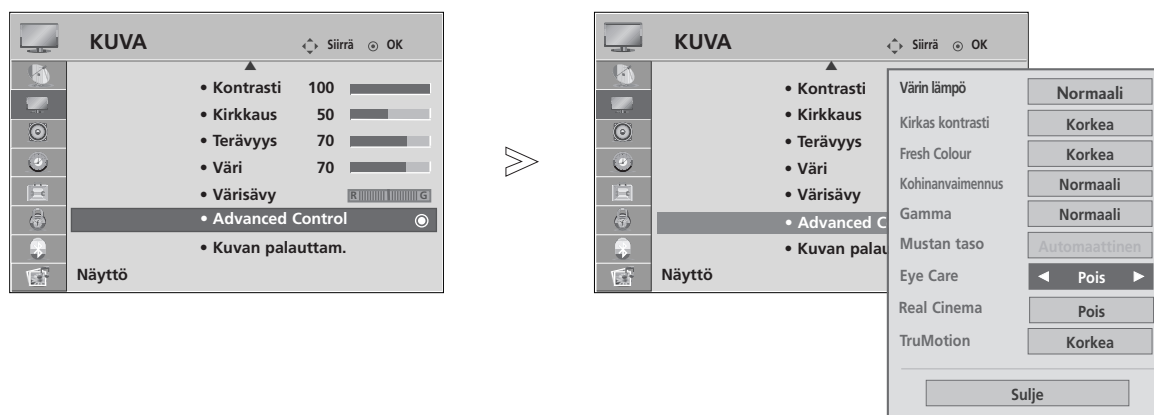 KUVA Siirrä OK
• Kontrasti 100
• Kirkkaus 50
• Terävyys 70
• Väri 70
• Värisävy R G
• Advanced Control
• Kuvan palauttam.
Näyttö
KUVA Siirrä OK
• Kontrasti
• Kirkkaus
• Terävyys
• Väri
• Värisävy
• Advanced C
• Kuvan palau
Näyttö
Värin lämpö Normaali
Kirkas kontrasti Korkea
Fresh Colour Korkea
Kohinanvaimennus Normaali
Gamma Normaali
Mustan taso Automaattinen
Eye Care ◄ Pois ►
Real Cinema Pois
TruMotion Korkea
Sulje